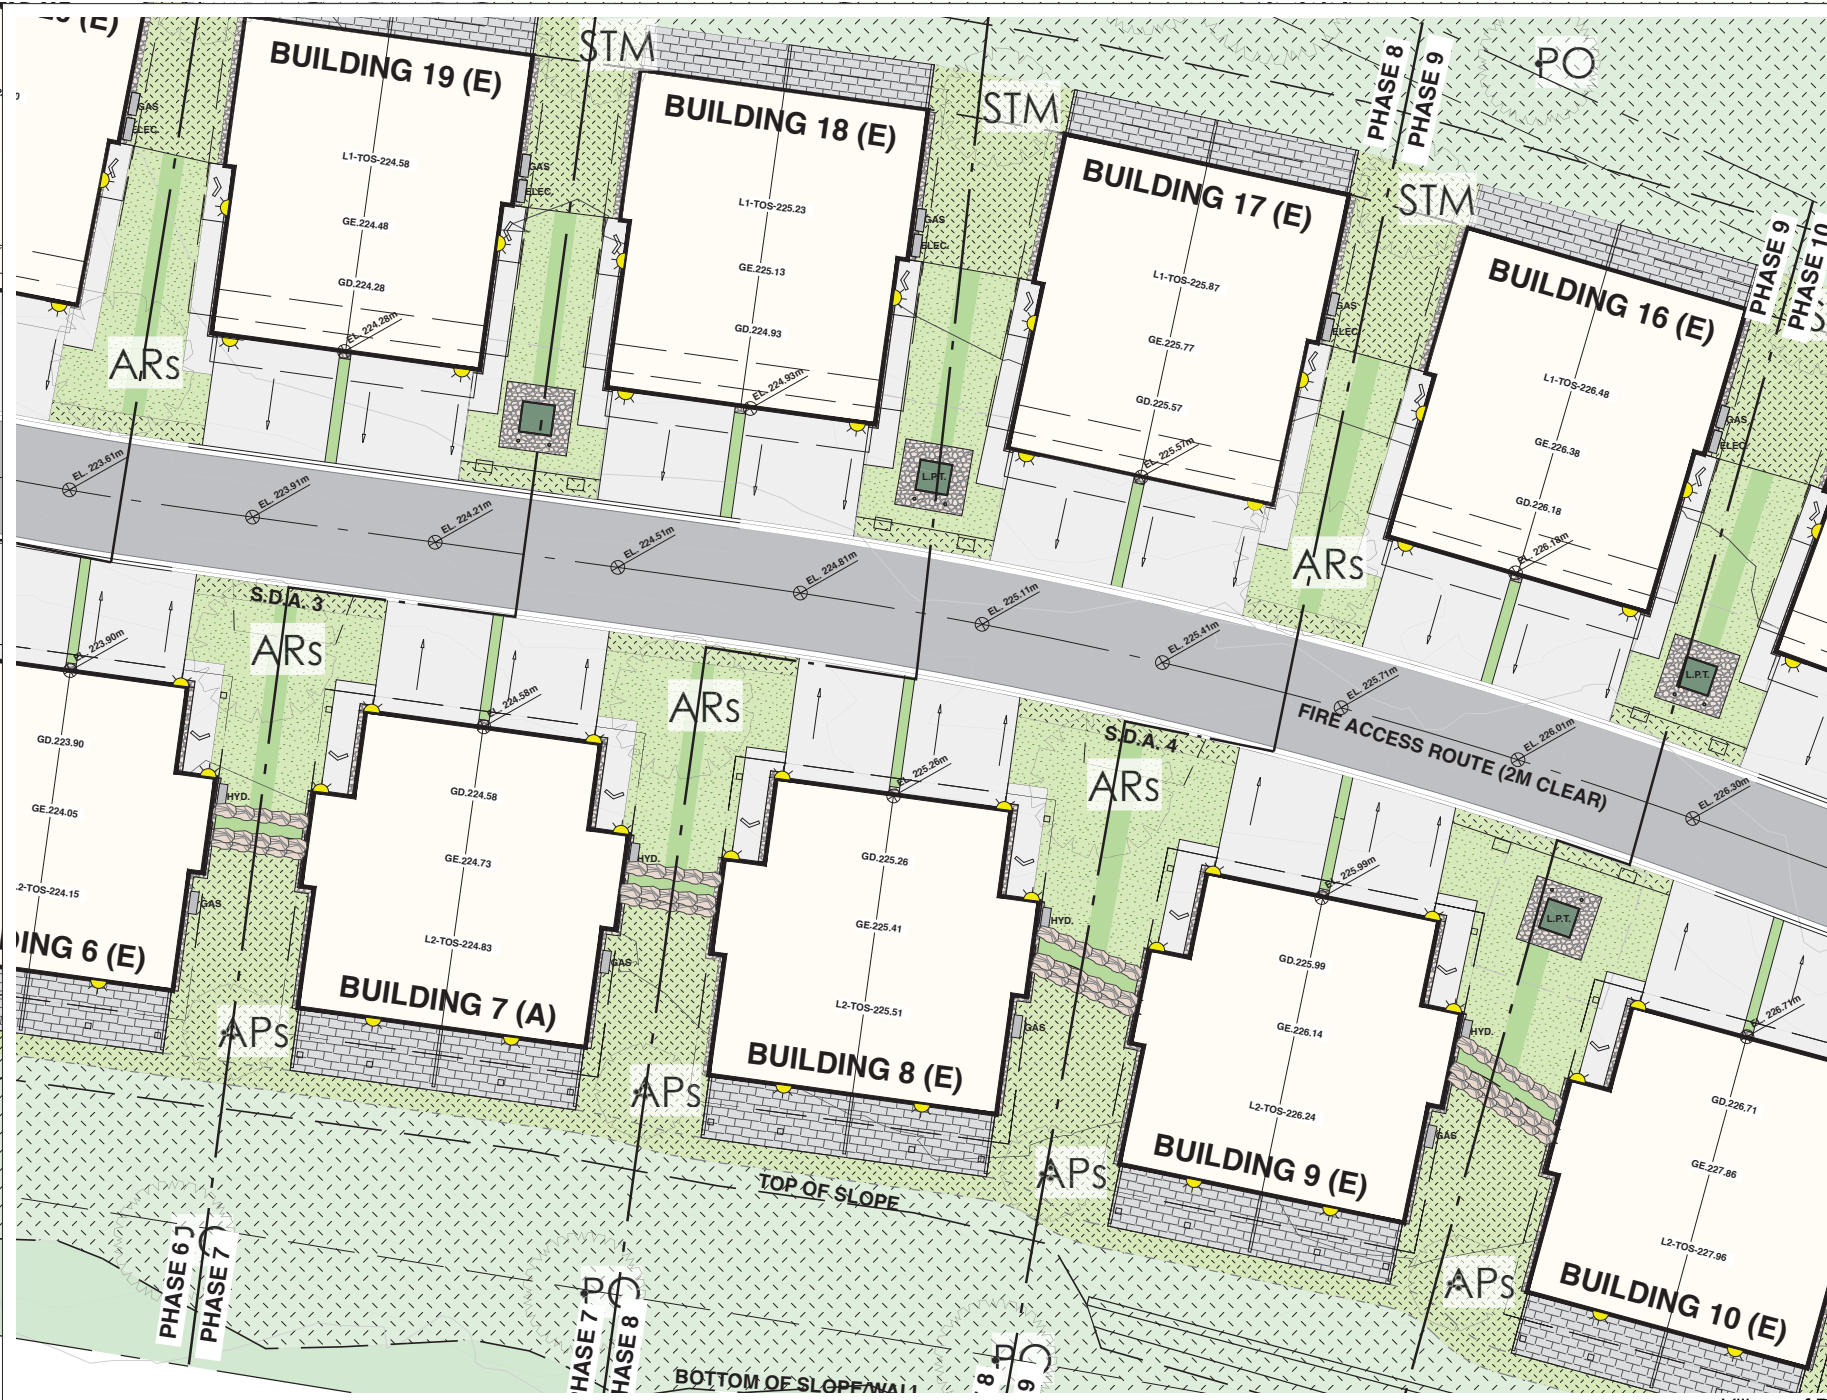 (E)
BUILDING 19 (E)
STM
BUILDING 18 (E)
STM
BUILDING 17 (E)
PHASE 8
PHASE 9
PO
STM
BUILDING 16 (E)
PHASE 9
PHASE 10
GAS
ELEC.
L1-TOS-224.58
GE.224.48
GD.224.28
EL. 224.28m
GAS
ELEC.
L1-TOS-225.23
GE.225.13
GD.224.93
EL. 224.93m
GAS
ELEC.
L1-TOS-225.87
GE.225.77
GD.225.57
EL. 225.57m
GAS
ELEC.
L1-TOS-226.48
GE.226.38
GD.226.18
EL. 226.18m
GAS
ELEC.
ARs
L.P.T.
ARs
L.P.T.
EL. 223.61m
EL. 223.91m
EL. 224.21m
EL. 224.51m
EL. 224.81m
EL. 225.11m
EL. 225.41m
EL. 225.71m
EL. 226.01m
EL. 226.30m
FIRE ACCESS ROUTE (2M CLEAR)
S.D.A. 3
ARs
ARs
S.D.A. 4
ARs
L.P.T.
EL. 223.90m
GD.223.90
GE.224.05
L2-TOS-224.15
DING 6 (E)
HYD.
GAS
EL. 224.58m
GD.224.58
GE.224.73
L2-TOS-224.83
BUILDING 7 (A)
HYD.
GAS
EL. 225.26m
GD.225.26
GE.225.41
L2-TOS-225.51
BUILDING 8 (E)
HYD.
GAS
EL. 225.99m
GD.225.99
GE.226.14
L2-TOS-226.24
BUILDING 9 (E)
HYD.
GAS
EL. 226.71m
GD.226.71
GE.227.86
L2-TOS-227.96
BUILDING 10 (E)
APs
APs
APs
APs
TOP OF SLOPE
PHASE 6
PHASE 7
PO
PHASE 7
PHASE 8
PO
8
9
BOTTOM OF SLOPE/WALL